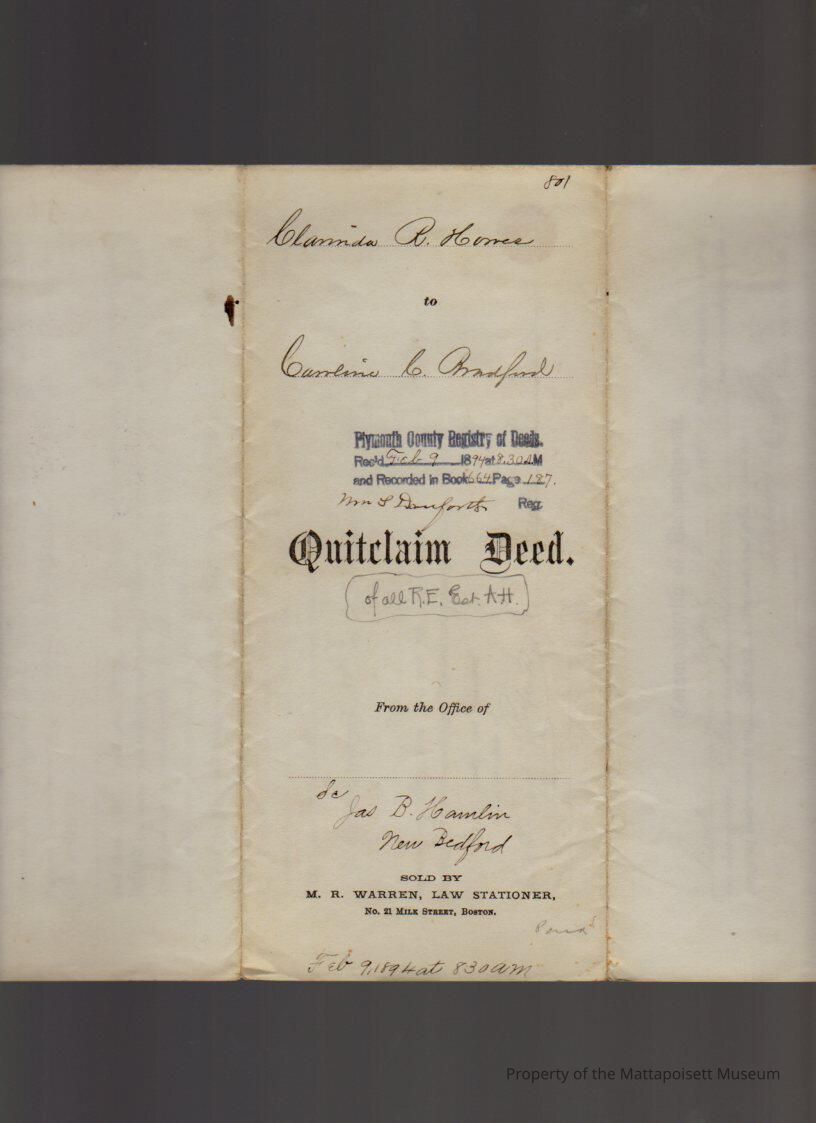 801
Clarinda R. Howes
to
Caroline C. Bradford
Plymouth County Registry of Deeds.
Rec'd Feb 9 1894 at 8.30 AM
and Recorded in Book 664 Page 187.
Wm S Danforth Reg.
Quitclaim Deed.
of all R.E. Est. A.H.
From the Office of
Jas B. Hamlin
New Bedford
SOLD BY
M. R. WARREN, LAW STATIONER,
No. 21 MILK STREET, BOSTON.
Feb 9, 1894 at 830 am
Property of the Mattapoisett Museum